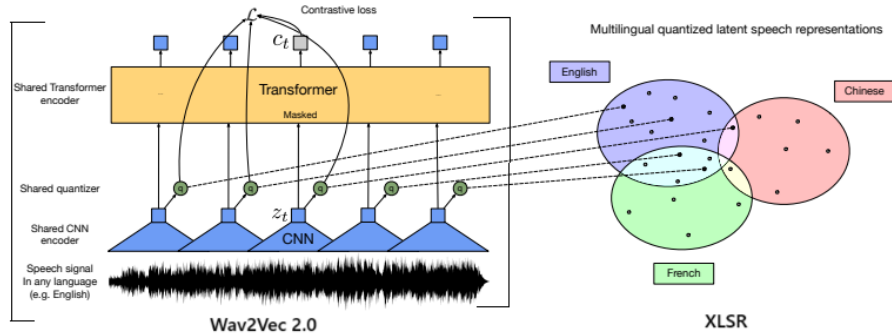 Contrastive loss
ℒ
c_t
Multilingual quantized latent speech representations
English
Chinese
Shared Transformer
encoder
Transformer
Masked
Shared quantizer
q
q
q
q
q
z_t
Shared CNN
encoder
CNN
Speech signal
In any language
(e.g. English)
French
Wav2Vec 2.0
XLSR